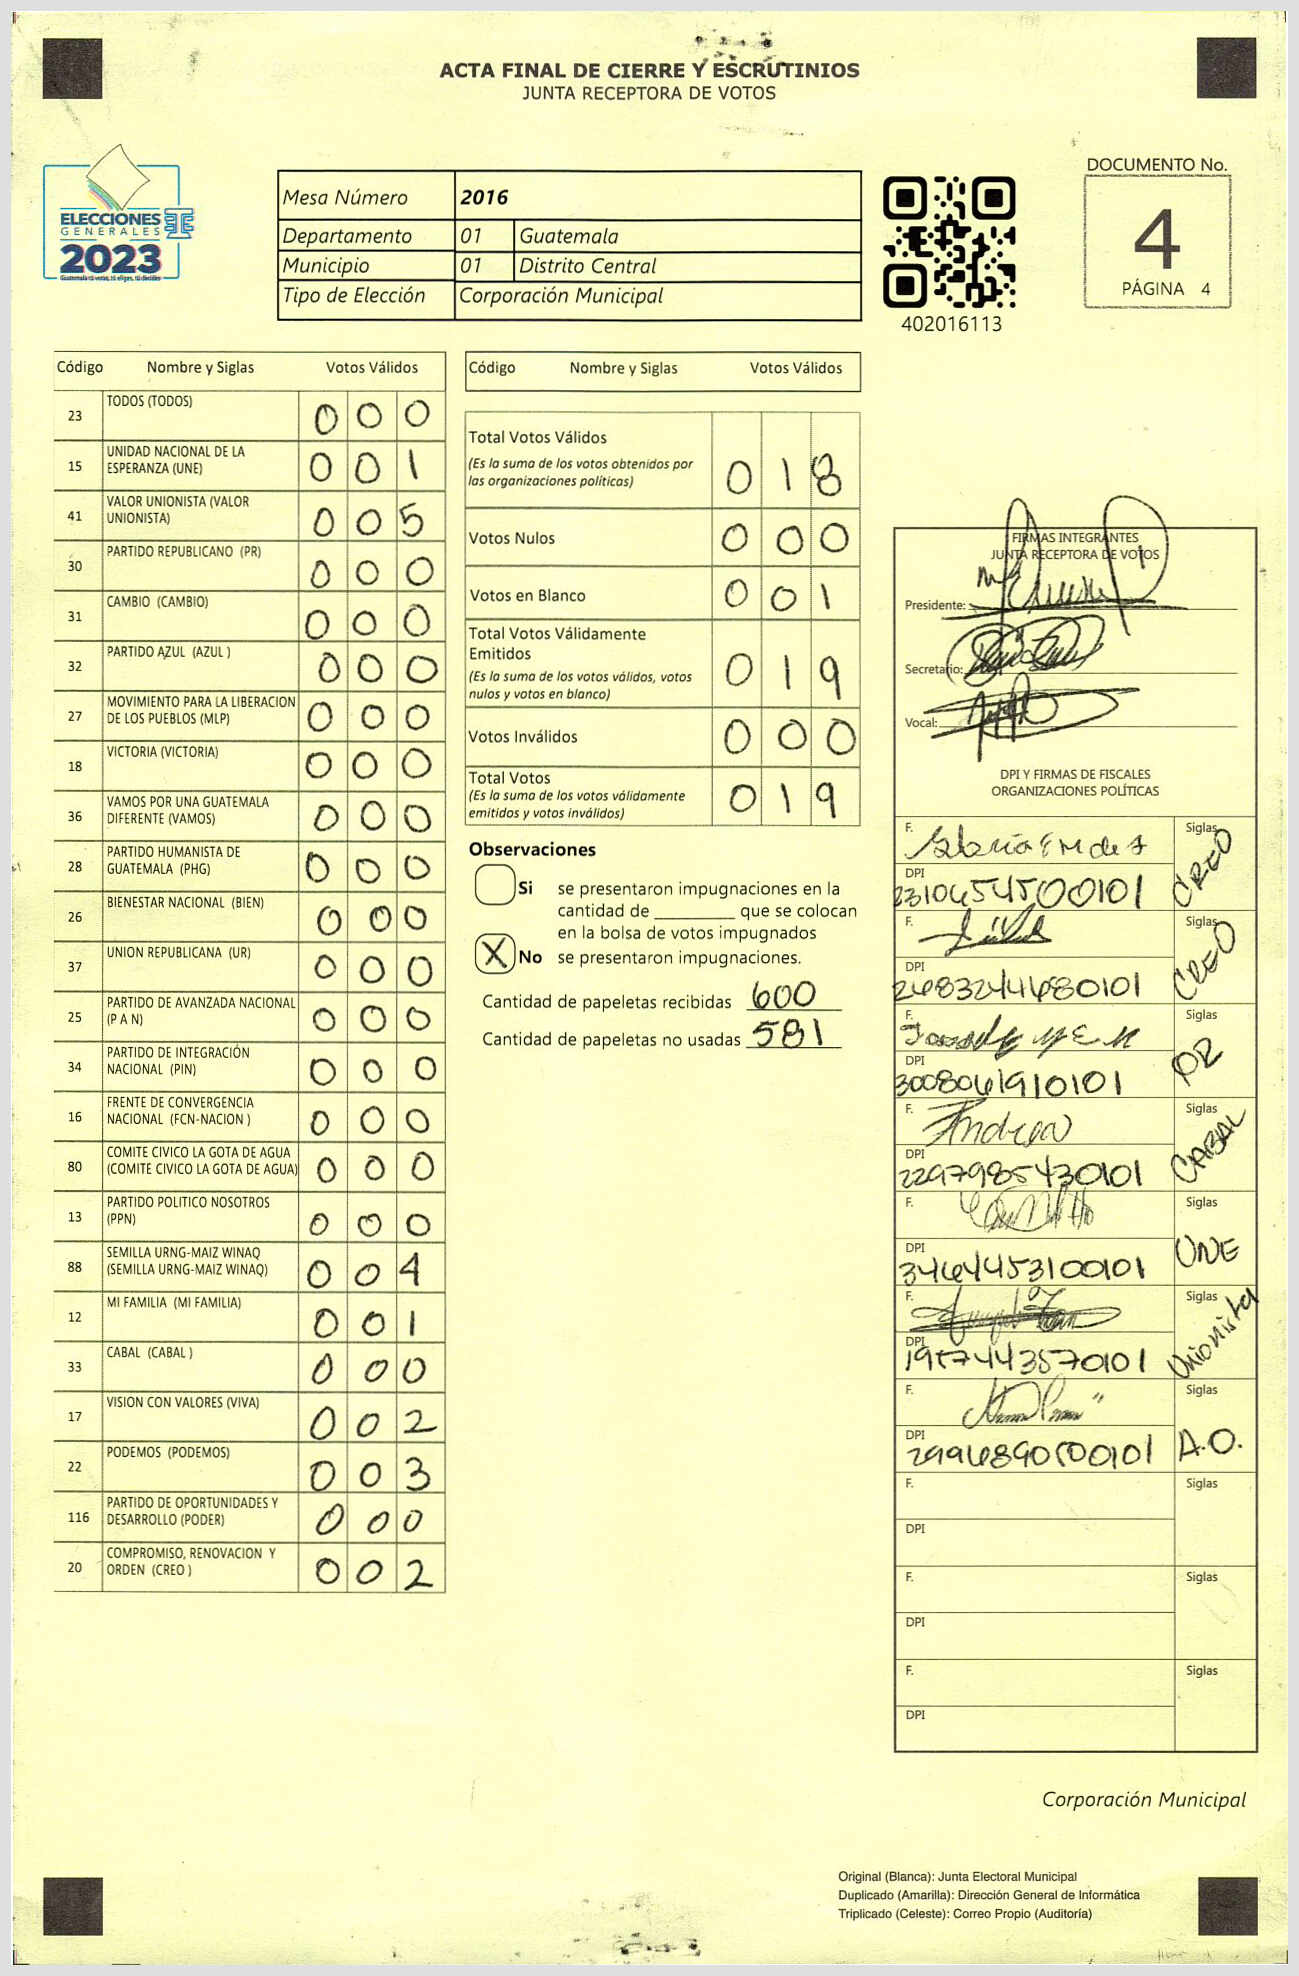 ACTA FINAL DE CIERRE Y ESCRUTINIOS
JUNTA RECEPTORA DE VOTOS
ELECCIONES
GENERALES
2023
Mesa Número 2016
Departamento 01 Guatemala
Municipio 01 Distrito Central
Tipo de Elección Corporación Municipal
402016113
DOCUMENTO No.
4
PÁGINA 4
Código Nombre y Siglas Votos Válidos
23 TODOS (TODOS) 0 0 0
15 UNIDAD NACIONAL DE LA
ESPERANZA (UNE) 0 0 1
41 VALOR UNIONISTA (VALOR
UNIONISTA) 0 0 5
30 PARTIDO REPUBLICANO (PR) 0 0 0
31 CAMBIO (CAMBIO) 0 0 0
32 PARTIDO AZUL (AZUL ) 0 0 0
27 MOVIMIENTO PARA LA LIBERACION
DE LOS PUEBLOS (MLP) 0 0 0
18 VICTORIA (VICTORIA) 0 0 0
36 VAMOS POR UNA GUATEMALA
DIFERENTE (VAMOS) 0 0 0
28 PARTIDO HUMANISTA DE
GUATEMALA (PHG) 0 0 0
26 BIENESTAR NACIONAL (BIEN) 0 0 0
37 UNION REPUBLICANA (UR) 0 0 0
25 PARTIDO DE AVANZADA NACIONAL
(P A N) 0 0 0
34 PARTIDO DE INTEGRACIÓN
NACIONAL (PIN) 0 0 0
16 FRENTE DE CONVERGENCIA
NACIONAL (FCN-NACION ) 0 0 0
80 COMITE CIVICO LA GOTA DE AGUA
(COMITE CIVICO LA GOTA DE AGUA) 0 0 0
13 PARTIDO POLITICO NOSOTROS
(PPN) 0 0 0
88 SEMILLA URNG-MAIZ WINAQ
(SEMILLA URNG-MAIZ WINAQ) 0 0 4
12 MI FAMILIA (MI FAMILIA) 0 0 1
33 CABAL (CABAL ) 0 0 0
17 VISION CON VALORES (VIVA) 0 0 2
22 PODEMOS (PODEMOS) 0 0 3
116 PARTIDO DE OPORTUNIDADES Y
DESARROLLO (PODER) 0 0 0
20 COMPROMISO, RENOVACION Y
ORDEN (CREO ) 0 0 2
Código Nombre y Siglas Votos Válidos
Total Votos Válidos
(Es la suma de los votos obtenidos por
las organizaciones políticas) 0 1 8
Votos Nulos 0 0 0
Votos en Blanco 0 0 1
Total Votos Válidamente
Emitidos
(Es la suma de los votos válidos, votos
nulos y votos en blanco) 0 1 9
Votos Inválidos 0 0 0
Total Votos
(Es la suma de los votos válidamente
emitidos y votos inválidos) 0 1 9
Observaciones
Si se presentaron impugnaciones en la
cantidad de ________ que se colocan
en la bolsa de votos impugnados
X No se presentaron impugnaciones.
Cantidad de papeletas recibidas 600
Cantidad de papeletas no usadas 581
FIRMAS INTEGRANTES
JUNTA RECEPTORA DE VOTOS
Presidente:
Secretario:
Vocal:
DPI Y FIRMAS DE FISCALES
ORGANIZACIONES POLÍTICAS
F. Siglas CREO
DPI 2310654500101
F. Siglas CREO
DPI 2683244680101
F. Siglas PR
DPI 3008061910101
F. Andrea Siglas CABAL
DPI 2297985430101
F. Siglas UNE
DPI 3464453100101
F. Siglas Unionista
DPI
F. Siglas A.O.
DPI
F. Siglas
DPI
F. Siglas
DPI
F. Siglas
DPI
Corporación Municipal
Original (Blanca): Junta Electoral Municipal
Duplicado (Amarilla): Dirección General de Informática
Triplicado (Celeste): Correo Propio (Auditoría)